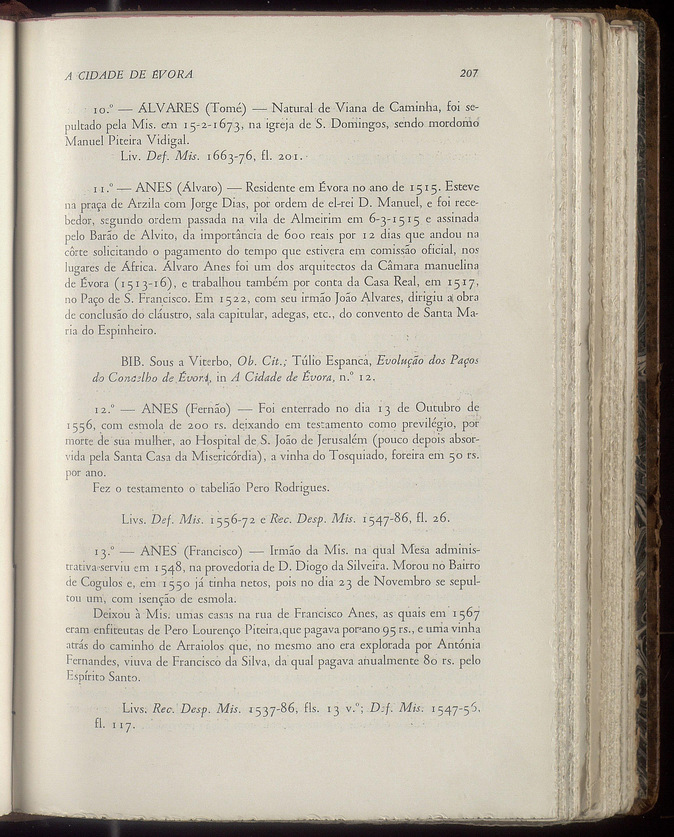 A CIDADE DE ÉVORA 207
10.º — ÁLVARES (Tomé) — Natural de Viana de Caminha, foi se-
pultado pela Mis. em 15-2-1673, na igreja de S. Domingos, sendo mordomo
Manuel Piteira Vidigal.
Liv. Def. Mis. 1663-76, fl. 201.
11.º — ANES (Álvaro) — Residente em Évora no ano de 1515. Esteve
na praça de Arzila com Jorge Dias, por ordem de el-rei D. Manuel, e foi rece-
bedor, segundo ordem passada na vila de Almeirim em 6-3-1515 e assinada
pelo Barão de Alvito, da importância de 600 reais por 12 dias que andou na
côrte solicitando o pagamento do tempo que estivera em comissão oficial, nos
lugares de África. Álvaro Anes foi um dos arquitectos da Câmara manuelina
de Évora (1513-16), e trabalhou também por conta da Casa Real, em 1517,
no Paço de S. Francisco. Em 1522, com seu irmão João Alvares, dirigiu a obra
de conclusão do cláustro, sala capitular, adegas, etc., do convento de Santa Ma-
ria do Espinheiro.
BIB. Sous a Viterbo, Ob. Cit.; Túlio Espanca, Evolução dos Paços
do Concelho de Évora, in A Cidade de Évora, n.º 12.
12.º — ANES (Fernão) — Foi enterrado no dia 13 de Outubro de
1556, com esmola de 200 rs. deixando em testamento como previlégio, por
morte de sua mulher, ao Hospital de S. João de Jerusalém (pouco depois absor-
vida pela Santa Casa da Misericórdia), a vinha do Tosquiado, foreira em 50 rs.
por ano.
Fez o testamento o tabelião Pero Rodrigues.
Livs. Def. Mis. 1556-72 e Rec. Desp. Mis. 1547-86, fl. 26.
13.º — ANES (Francisco) — Irmão da Mis. na qual Mesa adminis-
trativa serviu em 1548, na provedoria de D. Diogo da Silveira. Morou no Bairro
de Cogulos e, em 1550 já tinha netos, pois no dia 23 de Novembro se sepul-
tou um, com isenção de esmola.
Deixou à Mis. umas casas na rua de Francisco Anes, as quais em 1567
eram enfiteutas de Pero Lourenço Piteira, que pagava por ano 95 rs., e uma vinha
atrás do caminho de Arraiolos que, no mesmo ano era explorada por Antónia
Fernandes, viuva de Francisco da Silva, da qual pagava anualmente 80 rs. pelo
Espírito Santo.
Livs. Rec. Desp. Mis. 1537-86, fls. 13 v.º; Def. Mis. 1547-56,
fl. 117.